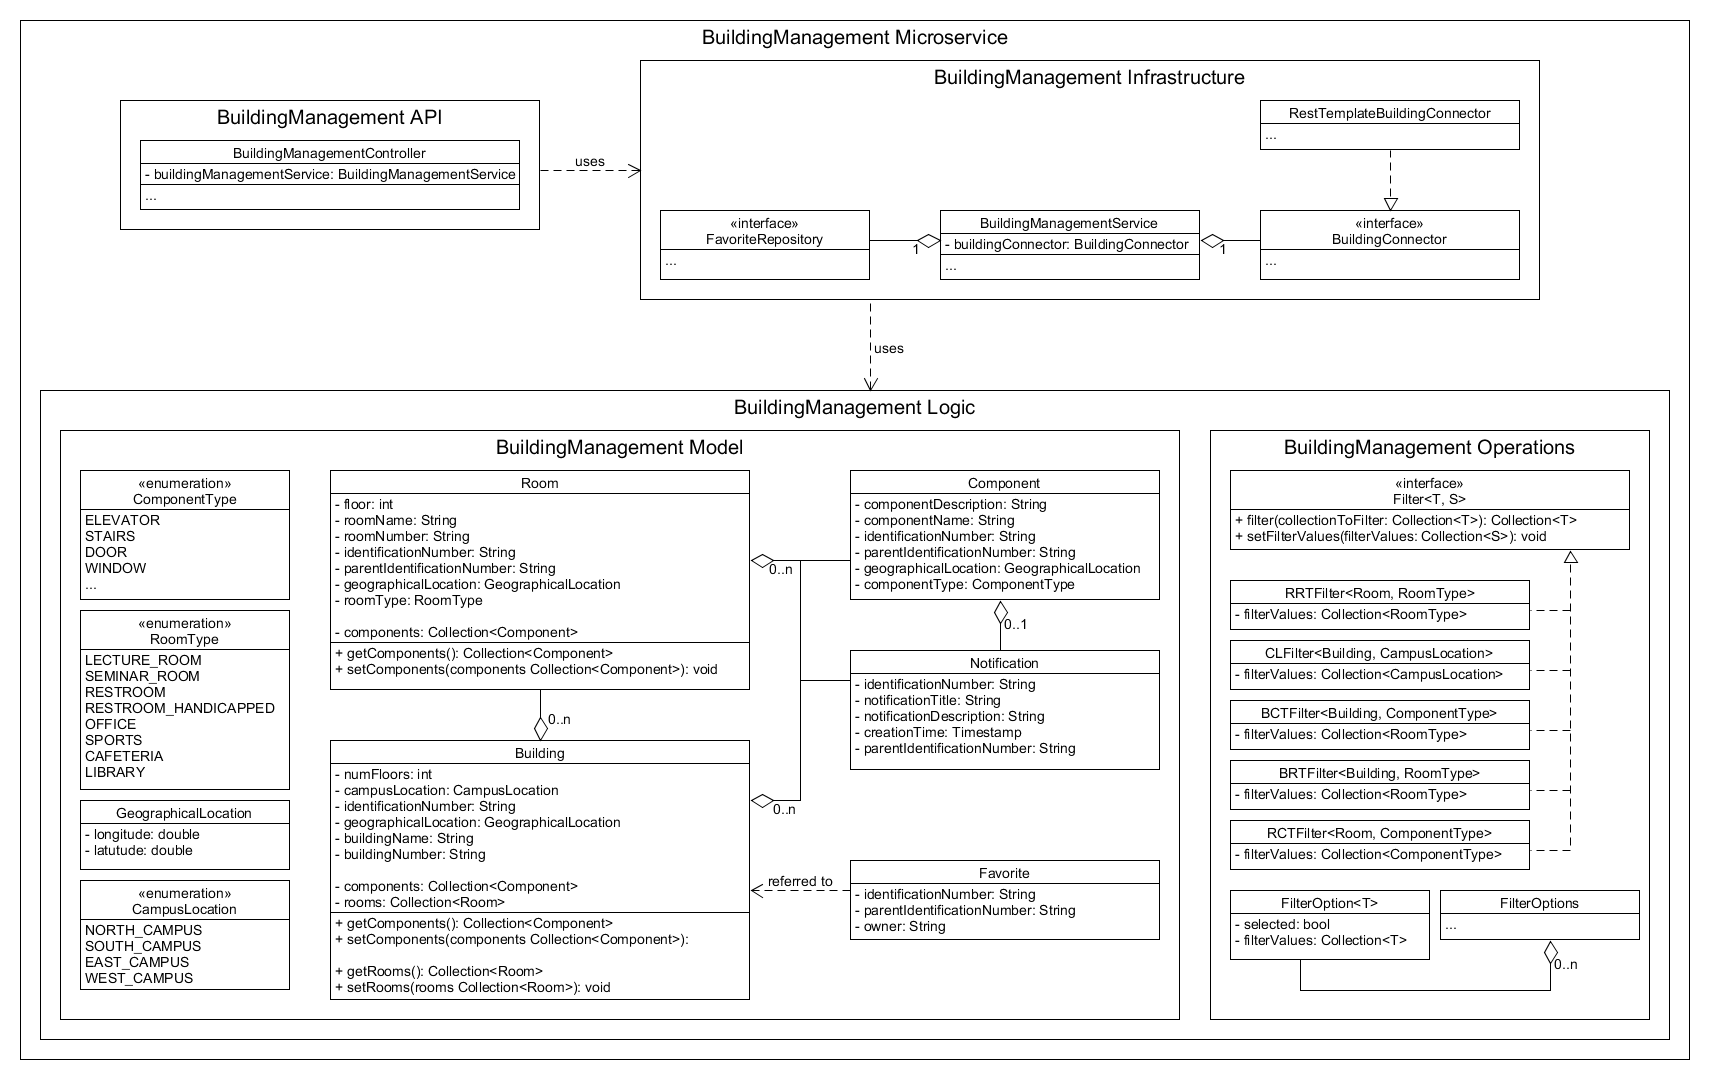 BuildingManagement Microservice
BuildingManagement API
BuildingManagementController
- buildingManagementService: BuildingManagementService
...
uses
BuildingManagement Infrastructure
RestTemplateBuildingConnector
...
«interface»
FavoriteRepository
...
1
BuildingManagementService
- buildingConnector: BuildingConnector
...
1
«interface»
BuildingConnector
...
uses
BuildingManagement Logic
BuildingManagement Model
«enumeration»
ComponentType
ELEVATOR
STAIRS
DOOR
WINDOW
...
«enumeration»
RoomType
LECTURE_ROOM
SEMINAR_ROOM
RESTROOM
RESTROOM_HANDICAPPED
OFFICE
SPORTS
CAFETERIA
LIBRARY
GeographicalLocation
- longitude: double
- latutude: double
«enumeration»
CampusLocation
NORTH_CAMPUS
SOUTH_CAMPUS
EAST_CAMPUS
WEST_CAMPUS
Room
- floor: int
- roomName: String
- roomNumber: String
- identificationNumber: String
- parentIdentificationNumber: String
- geographicalLocation: GeographicalLocation
- roomType: RoomType
- components: Collection<Component>
+ getComponents(): Collection<Component>
+ setComponents(components Collection<Component>): void
0..n
0..n
Building
- numFloors: int
- campusLocation: CampusLocation
- identificationNumber: String
- geographicalLocation: GeographicalLocation
- buildingName: String
- buildingNumber: String
- components: Collection<Component>
- rooms: Collection<Room>
+ getComponents(): Collection<Component>
+ setComponents(components Collection<Component>):
+ getRooms(): Collection<Room>
+ setRooms(rooms Collection<Room>): void
0..n
referred to
Component
- componentDescription: String
- componentName: String
- identificationNumber: String
- parentIdentificationNumber: String
- geographicalLocation: GeographicalLocation
- componentType: ComponentType
0..1
Notification
- identificationNumber: String
- notificationTitle: String
- notificationDescription: String
- creationTime: Timestamp
- parentIdentificationNumber: String
Favorite
- identificationNumber: String
- parentIdentificationNumber: String
- owner: String
BuildingManagement Operations
«interface»
Filter<T, S>
+ filter(collectionToFilter: Collection<T>): Collection<T>
+ setFilterValues(filterValues: Collection<S>): void
RRTFilter<Room, RoomType>
- filterValues: Collection<RoomType>
CLFilter<Building, CampusLocation>
- filterValues: Collection<CampusLocation>
BCTFilter<Building, ComponentType>
- filterValues: Collection<RoomType>
BRTFilter<Building, RoomType>
- filterValues: Collection<RoomType>
RCTFilter<Room, ComponentType>
- filterValues: Collection<ComponentType>
FilterOption<T>
- selected: bool
- filterValues: Collection<T>
FilterOptions
...
0..n